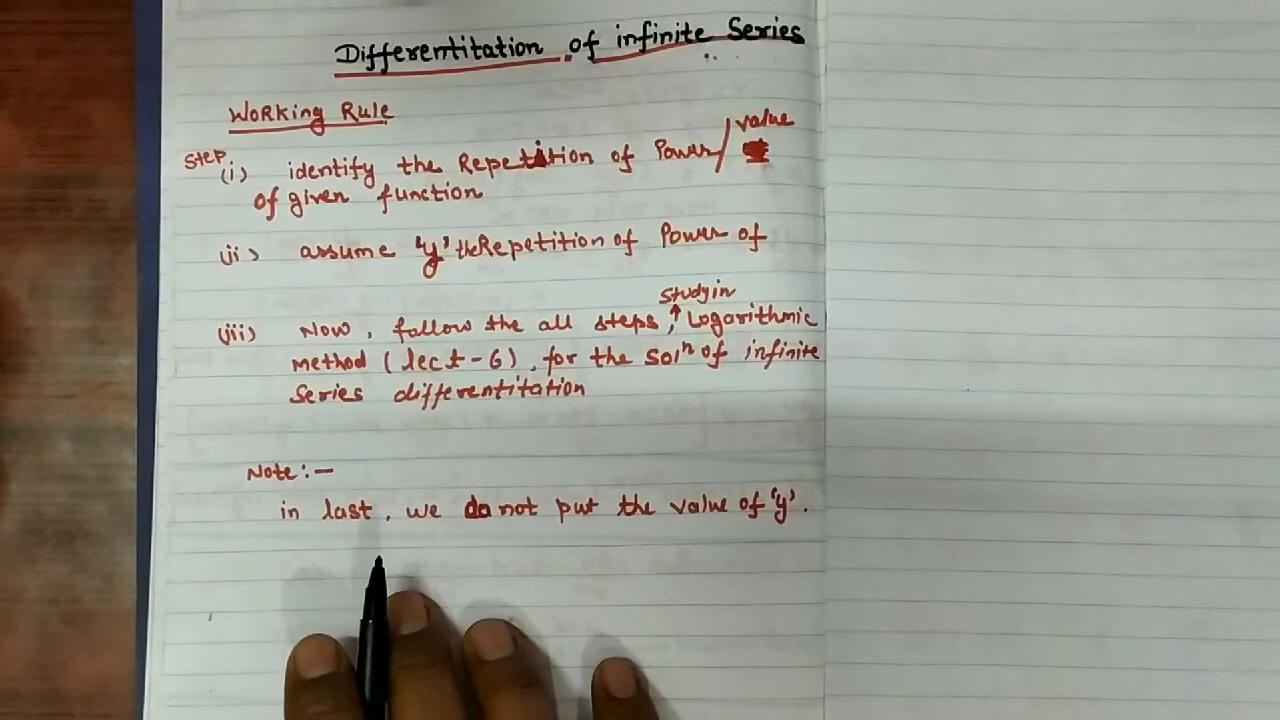 Differentitation of infinite Series
Working Rule
Step (i) identify the Repetition of Power/ value
of given function
(ii) assume 'y' the Repetition of Power of
studyin
(iii) Now, follow the all steps, ↑ Logarithmic
method (lect-6), for the solⁿ of infinite
Series differentitation
Note:-
in last, we do not put the value of 'y'.